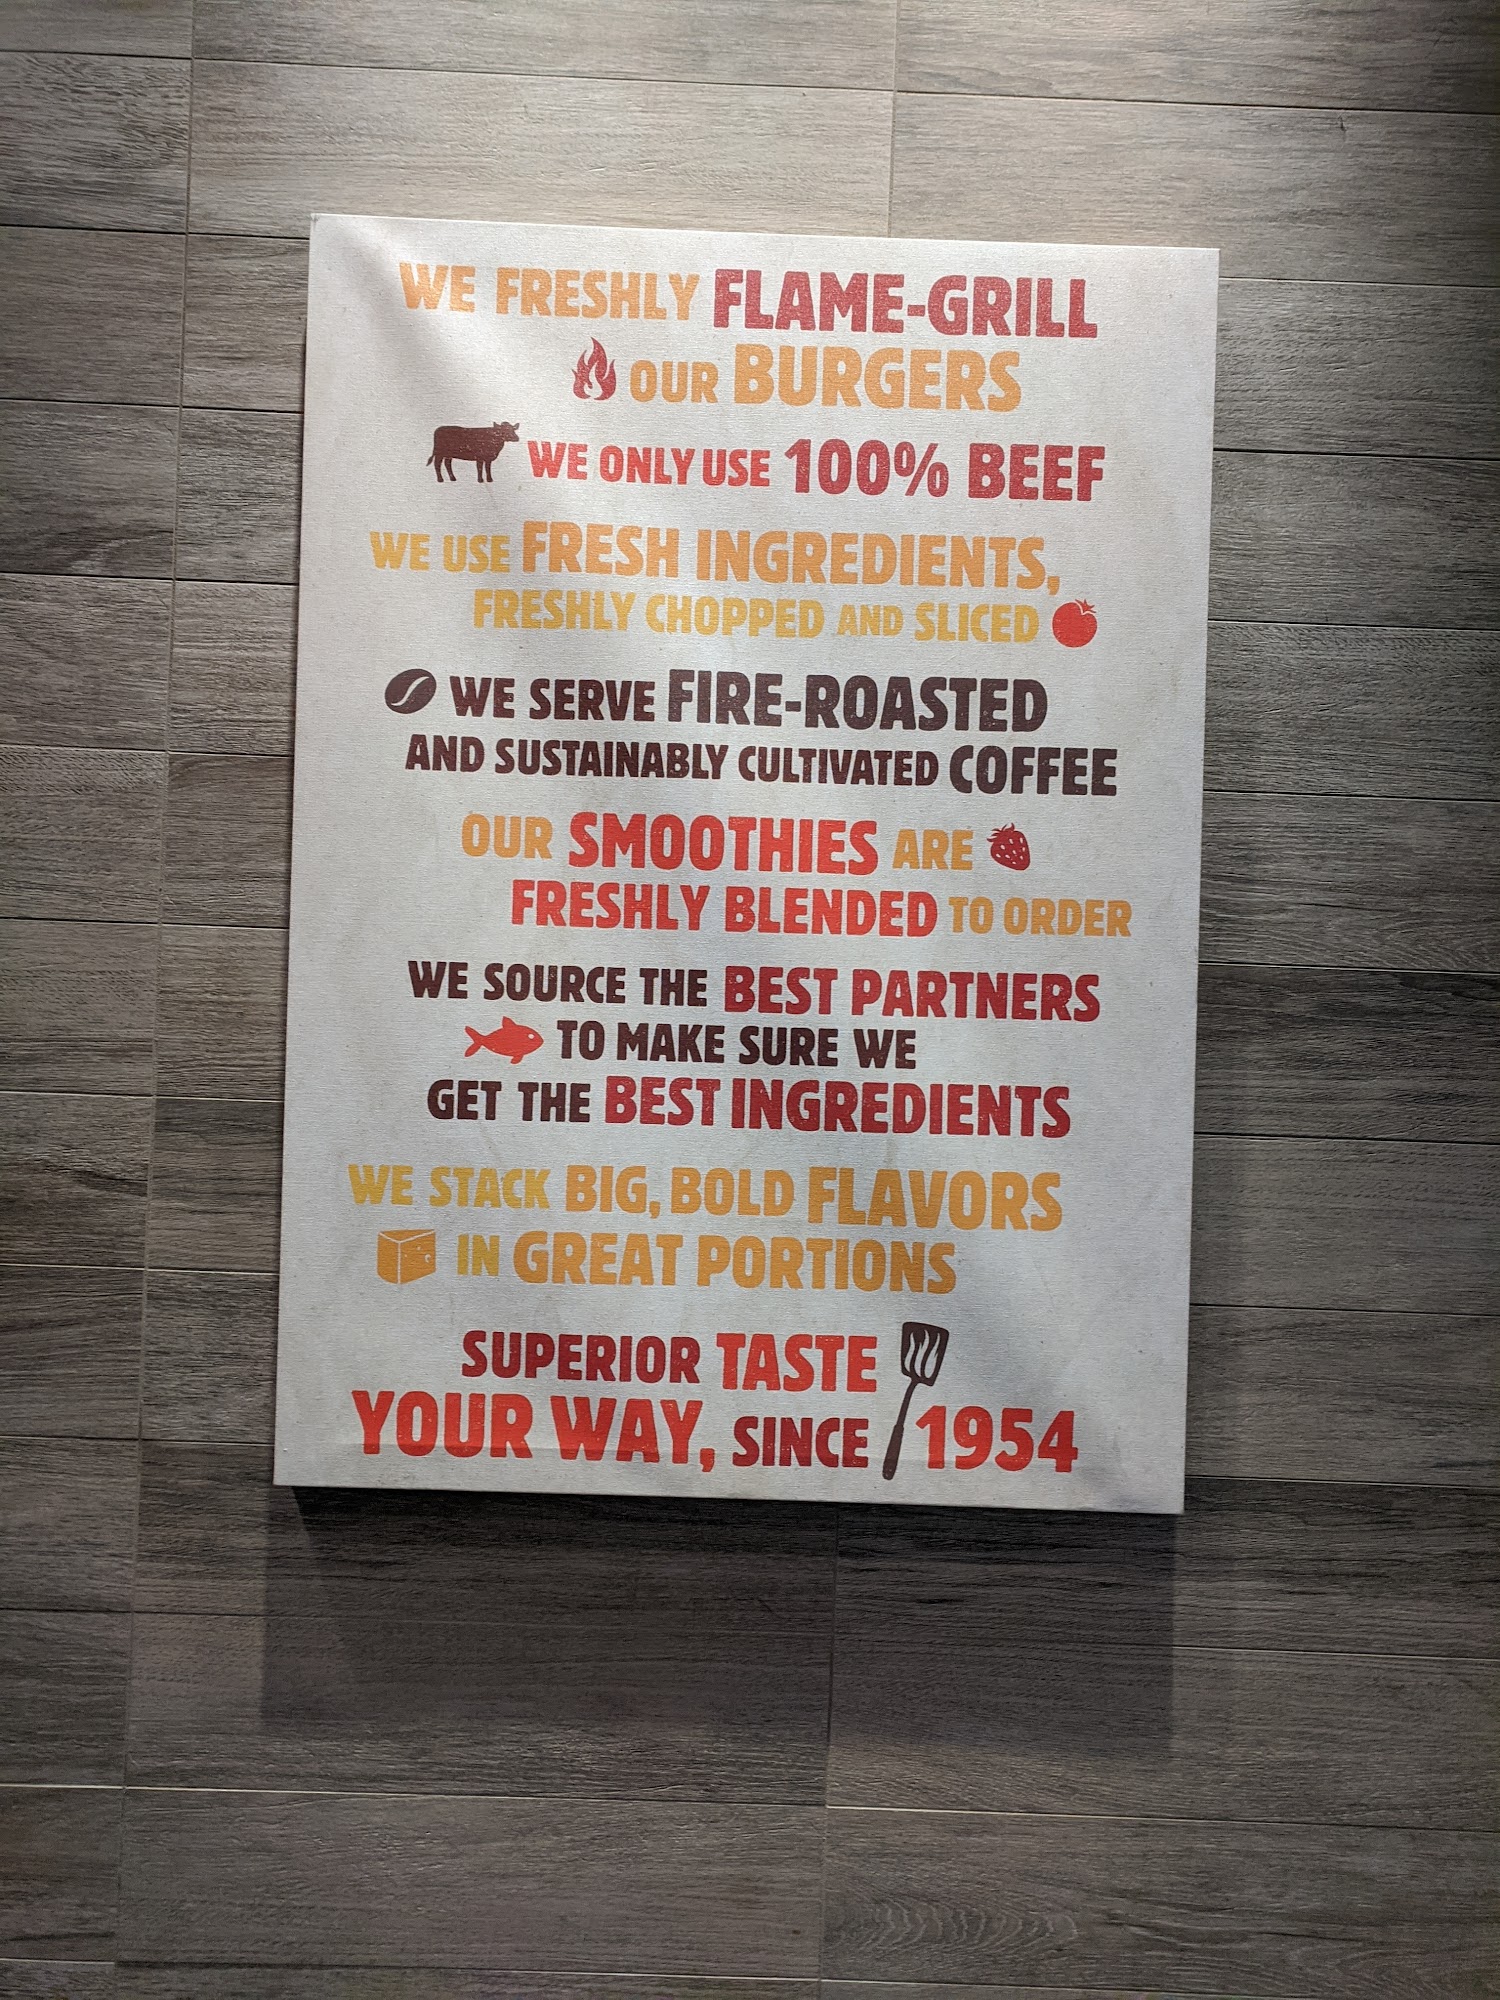 WE FRESHLY FLAME-GRILL
OUR BURGERS
WE ONLY USE 100% BEEF
WE USE FRESH INGREDIENTS,
FRESHLY CHOPPED AND SLICED
WE SERVE FIRE-ROASTED
AND SUSTAINABLY CULTIVATED COFFEE
OUR SMOOTHIES ARE
FRESHLY BLENDED TO ORDER
WE SOURCE THE BEST PARTNERS
TO MAKE SURE WE
GET THE BEST INGREDIENTS
WE STACK BIG, BOLD FLAVORS
IN GREAT PORTIONS
SUPERIOR TASTE
YOUR WAY, SINCE 1954